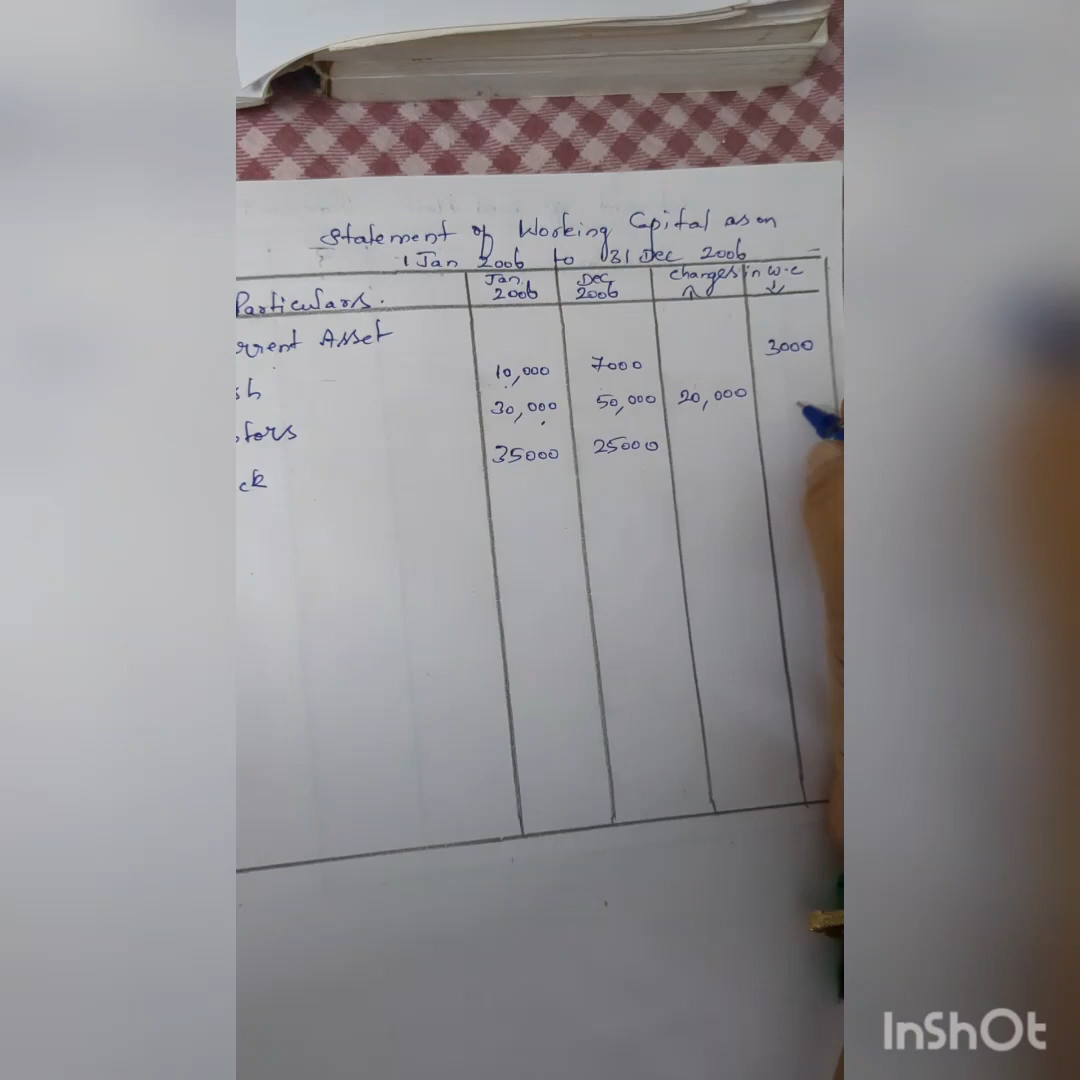 Statement of Working Capital as on
1 Jan 2006 to 31 Dec 2006
Particulars. Jan 2006 Dec 2006 Changes in W.C
↑ ↓
rrent Asset
sh 10,000 7000 3000
tors 30,000 50,000 20,000
ck 35000 25000
InShOt